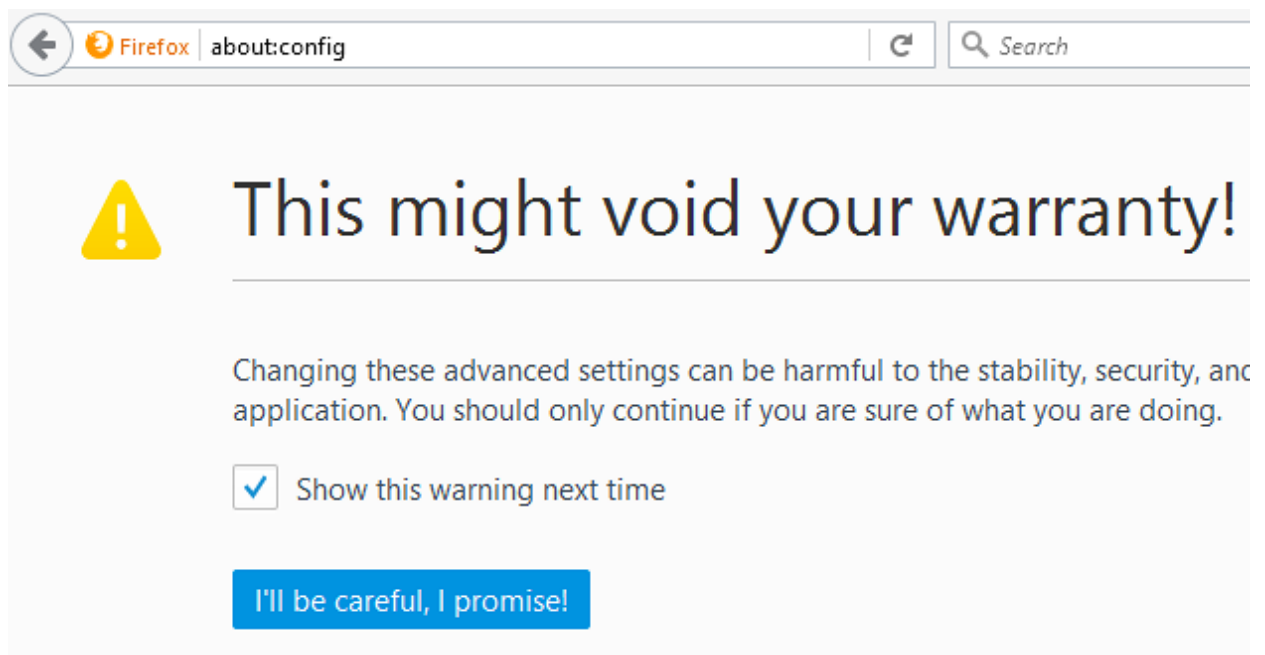 Firefox about:config Search
This might void your warranty!
Changing these advanced settings can be harmful to the stability, security, and
application. You should only continue if you are sure of what you are doing.
Show this warning next time
I'll be careful, I promise!